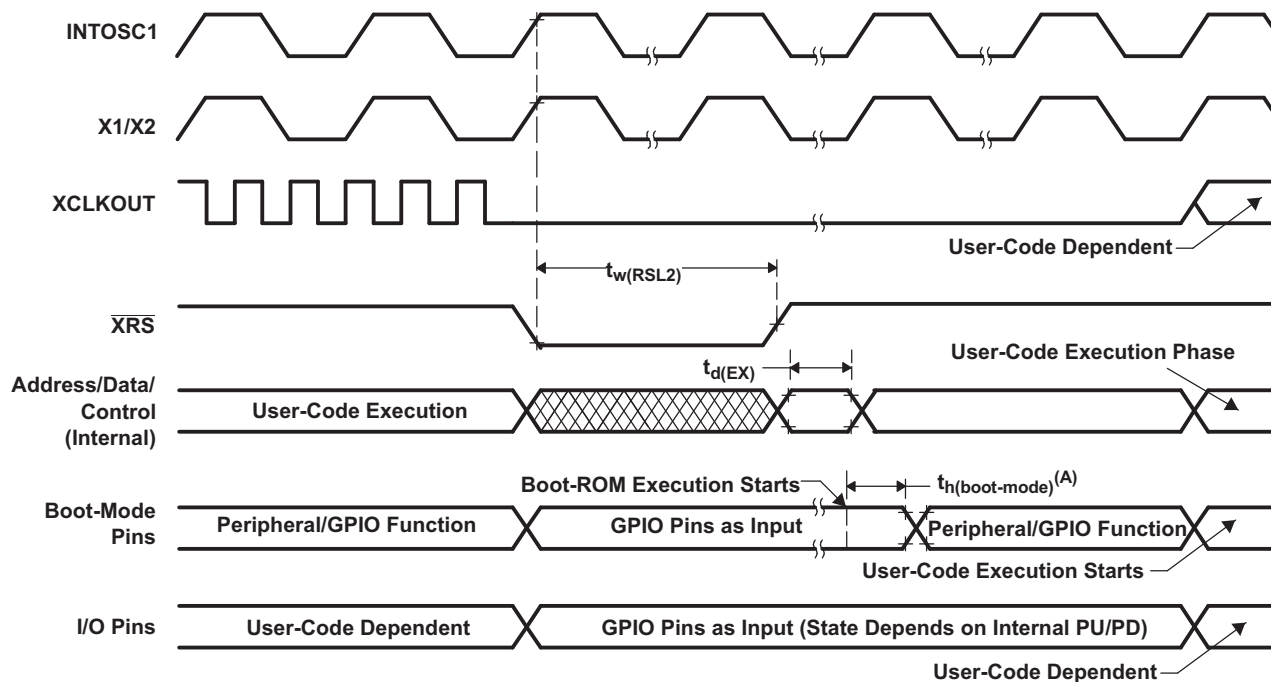 INTOSC1
X1/X2
XCLKOUT
User-Code Dependent
tw(RSL2)
XRS
User-Code Execution Phase
td(EX)
Address/Data/
Control
(Internal)
User-Code Execution
Boot-ROM Execution Starts
th(boot-mode)(A)
Boot-Mode
Pins
Peripheral/GPIO Function
GPIO Pins as Input
Peripheral/GPIO Function
User-Code Execution Starts
I/O Pins
User-Code Dependent
GPIO Pins as Input (State Depends on Internal PU/PD)
User-Code Dependent